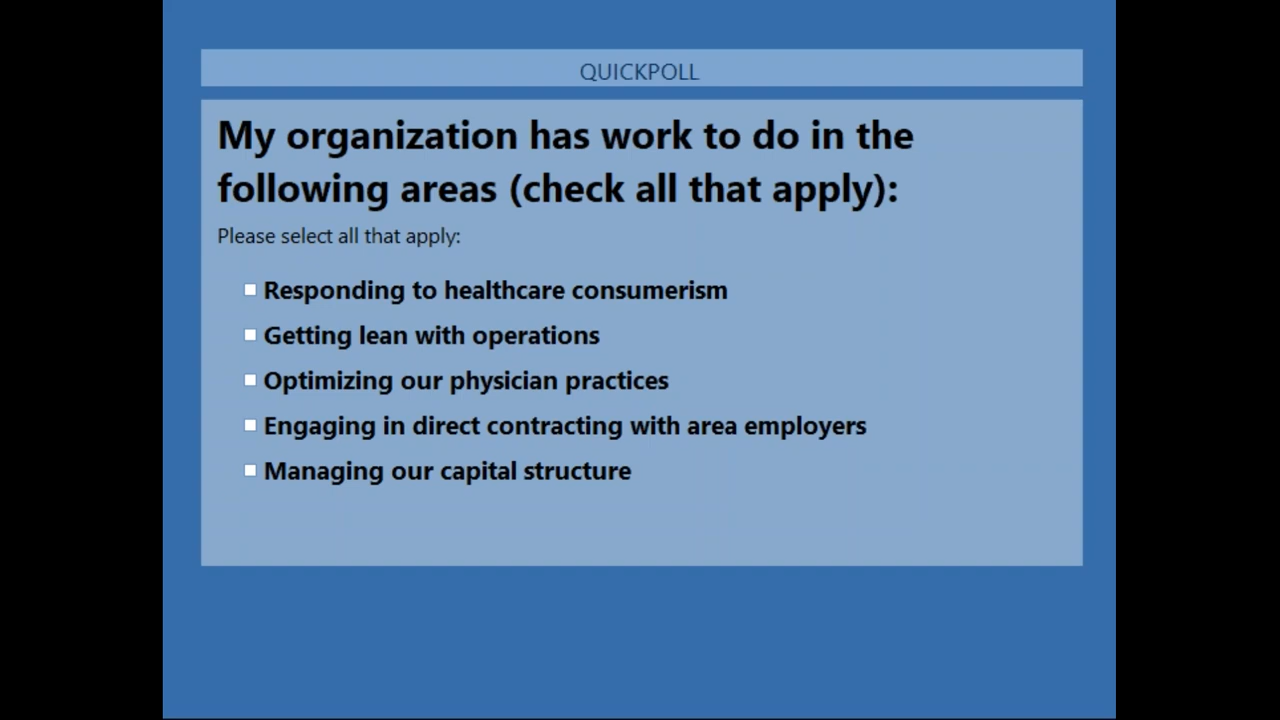 QUICKPOLL
My organization has work to do in the
following areas (check all that apply):
Please select all that apply:
Responding to healthcare consumerism
Getting lean with operations
Optimizing our physician practices
Engaging in direct contracting with area employers
Managing our capital structure